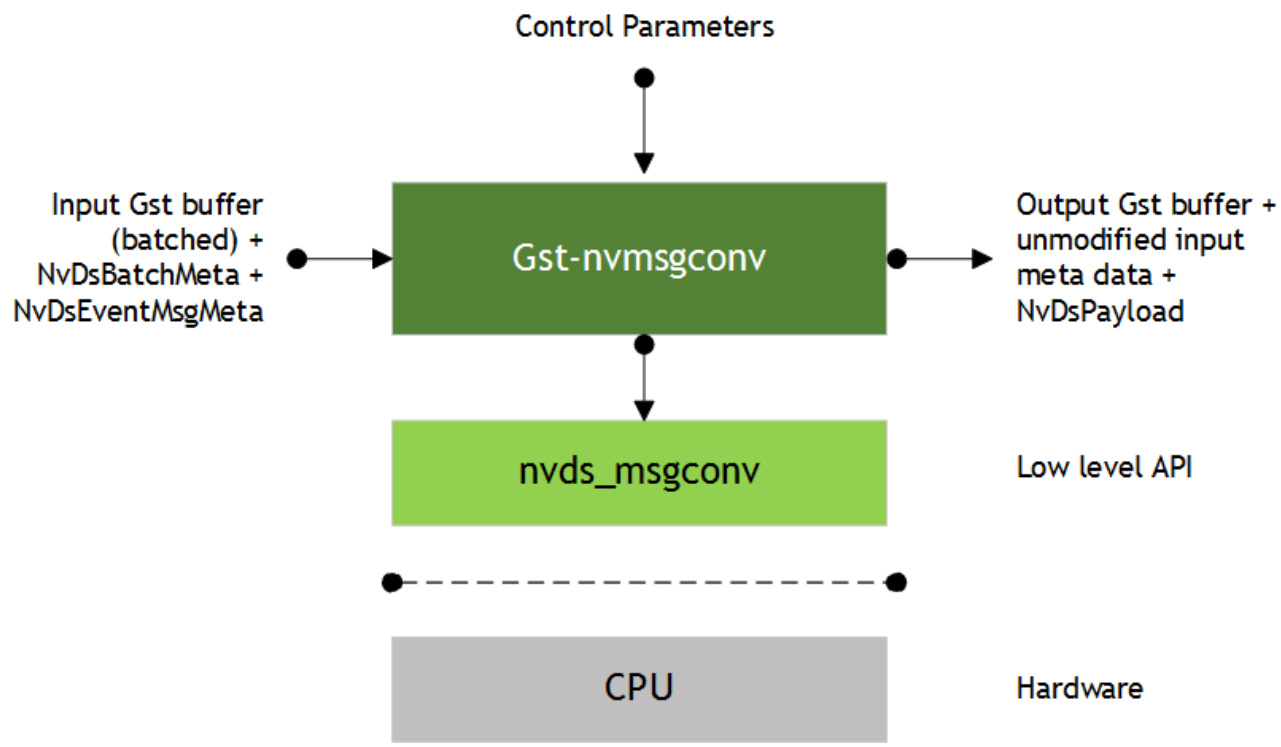 Control Parameters
Input Gst buffer
(batched) +
NvDsBatchMeta +
NvDsEventMsgMeta
Gst-nvmsgconv
Output Gst buffer +
unmodified input
meta data +
NvDsPayload
nvds_msgconv
Low level API
CPU
Hardware